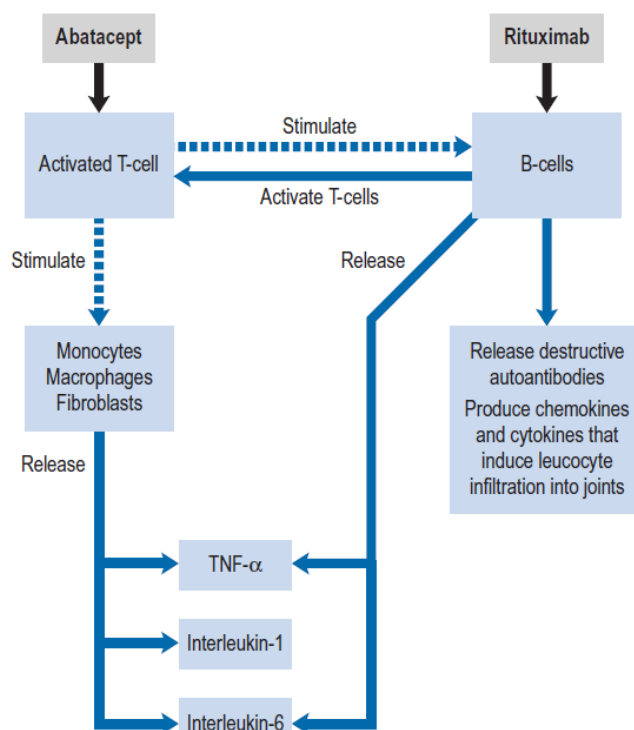 Abatacept
Rituximab
Stimulate
Activated T-cell
B-cells
Activate T-cells
Stimulate
Release
Monocytes
Macrophages
Fibroblasts
Release destructive
autoantibodies
Produce chemokines
and cytokines that
induce leucocyte
infiltration into joints
Release
TNF-α
Interleukin-1
Interleukin-6